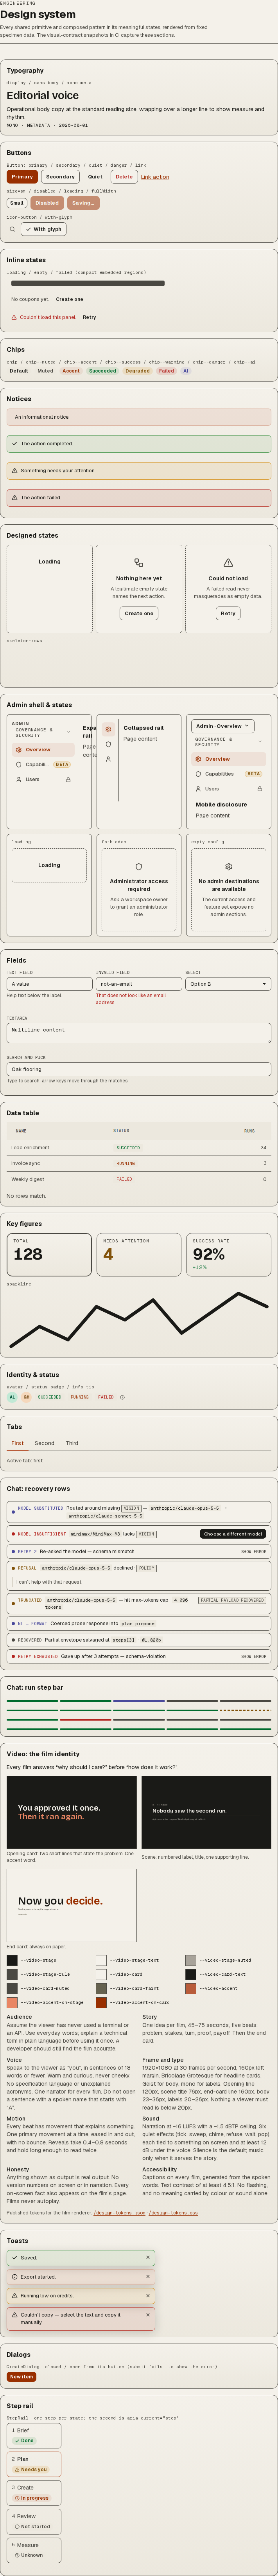 ENGINEERING
Design system
Every shared primitive and composed pattern in its meaningful states, rendered from fixed
specimen data. The visual-contract snapshots in CI capture these sections.
Typography
display / sans body / mono meta
Editorial voice
Operational body copy at the standard reading size, wrapping over a longer line to show measure and
rhythm.
MONO · METADATA · 2026-08-01
Buttons
Button: primary / secondary / quiet / danger / link
Primary Secondary Quiet Delete Link action
size=sm / disabled / loading / fullWidth
Small Disabled Saving…
icon-button / with-glyph
With glyph
Inline states
loading / empty / failed (compact embedded regions)
No coupons yet. Create one
Couldn't load this panel. Retry
Chips
chip / chip--muted / chip--accent / chip--success / chip--warning / chip--danger / chip--ai
Default Muted Accent Succeeded Degraded Failed AI
Notices
An informational notice.
The action completed.
Something needs your attention.
The action failed.
Designed states
Loading
Nothing here yet
A legitimate empty state
names the next action.
Create one
Could not load
A failed read never
masquerades as empty data.
Retry
skeleton-rows
Admin shell & states
ADMIN
GOVERNANCE &
SECURITY
Overview
Capabili… BETA
Users
Expa
rail
Page
conte
Collapsed rail
Page content
Admin · Overview
GOVERNANCE &
SECURITY
Overview
Capabilities BETA
Users
Mobile disclosure
Page content
loading
Loading
forbidden
Administrator access
required
Ask a workspace owner
to grant an administrator
role.
empty-config
No admin destinations
are available
The current access and
feature set expose no
admin sections.
Fields
TEXT FIELD
A value
Help text below the label.
INVALID FIELD
not-an-email
That does not look like an email
address.
SELECT
Option B
TEXTAREA
Multiline content
SEARCH AND PICK
Oak flooring
Type to search; arrow keys move through the matches.
Data table
NAME STATUS RUNS
Lead enrichment SUCCEEDED 24
Invoice sync RUNNING 3
Weekly digest FAILED 0
No rows match.
Key figures
TOTAL
128
NEEDS ATTENTION
4
SUCCESS RATE
92%
+12%
sparkline
Identity & status
avatar / status-badge / info-tip
AL GH SUCCEEDED RUNNING FAILED
Tabs
First Second Third
Active tab: first
Chat: recovery rows
MODEL SUBSTITUTED Routed around missing VISION — anthropic/claude-opus-5-5 →
anthropic/claude-sonnet-5-5
MODEL INSUFFICIENT minimax/MiniMax-M3 lacks VISION Choose a different model
RETRY 2 Re-asked the model — schema mismatch SHOW ERROR
REFUSAL anthropic/claude-opus-5-5 declined POLICY
I can't help with that request.
TRUNCATED anthropic/claude-opus-5-5 — hit max-tokens cap 4,096 PARTIAL PAYLOAD RECOVERED
tokens
NL → FORMAT Coerced prose response into plan_propose
RECOVERED Partial envelope salvaged at steps[3]
RETRY EXHAUSTED Gave up after 3 attempts — schema-violation SHOW ERROR
Chat: run step bar
Video: the film identity
Every film answers "why should I care?" before "how does it work?".
You approved it once.
Then it ran again.
Opening card: two short lines that state the problem. One
accent word.
Nobody saw the second run.
Scene: numbered label, title, one supporting line.
Now you decide.
End card: always on paper.
--video-stage --video-stage-text --video-stage-muted
--video-stage-rule --video-card --video-card-text
--video-card-muted --video-card-faint --video-accent
--video-accent-on-stage --video-accent-on-card
Audience
Assume the viewer has never used a terminal or
an API. Use everyday words; explain a technical
term in plain language the first time it appears. A
developer should still find the film accurate.
Story
One idea per film, 45–75 seconds, five beats:
problem, stakes, turn, proof, payoff. Then the end
card.
Voice
Speak to the viewer as "you", in sentences of 18
words or fewer. Warm and curious, never cheeky.
No specification language or unexplained
acronyms. One narrator for every film. Do not open
a sentence with a spoken name that starts with
"A".
Frame and type
1920×1080 at 30 frames per second, 160px left
margin. Bricolage Grotesque for headlines, Geist
for body, Geist Mono for labels. Opening line
120px, scene title 76px, end-card line 160px, body
23–36px, labels 20–26px. Nothing a viewer must
read is below 20px.
Motion
Every beat has movement that explains something.
One primary movement at a time, eased in and out,
with no bounce. Reveals take 0.4–0.8 seconds
and hold long enough to read twice.
Sound
Narration at −16 LUFS with a −1.5 dBTP ceiling. Six
quiet effects (tick, sweep, chime, refuse, wait, pop),
each tied to something on screen and at least 12
dB under the voice. Silence is the default; music
only when it serves the story.
Honesty
Anything shown as output is real output. No
version numbers on screen or in narration. Every
on-screen fact also appears on the film's page.
Films never autoplay.
Accessibility
Captions on every film, generated from the spoken
words. Text contrast of at least 4.5:1. No flashing,
and no meaning carried by colour or sound alone.
Published tokens for the film renderer: /design-tokens.json · /design-tokens.css
Toasts
Saved.
Export started.
Running low on credits.
Couldn't copy — select the text and copy it
manually.
Dialogs
CreateDialog: closed / open from its button (submit fails, to show the error)
New item
Step rail
StepRail: one step per state; the second is aria-current="step"
1 Brief
Done
2 Plan
Needs you
3 Create
In progress
4 Review
Not started
5 Measure
Unknown